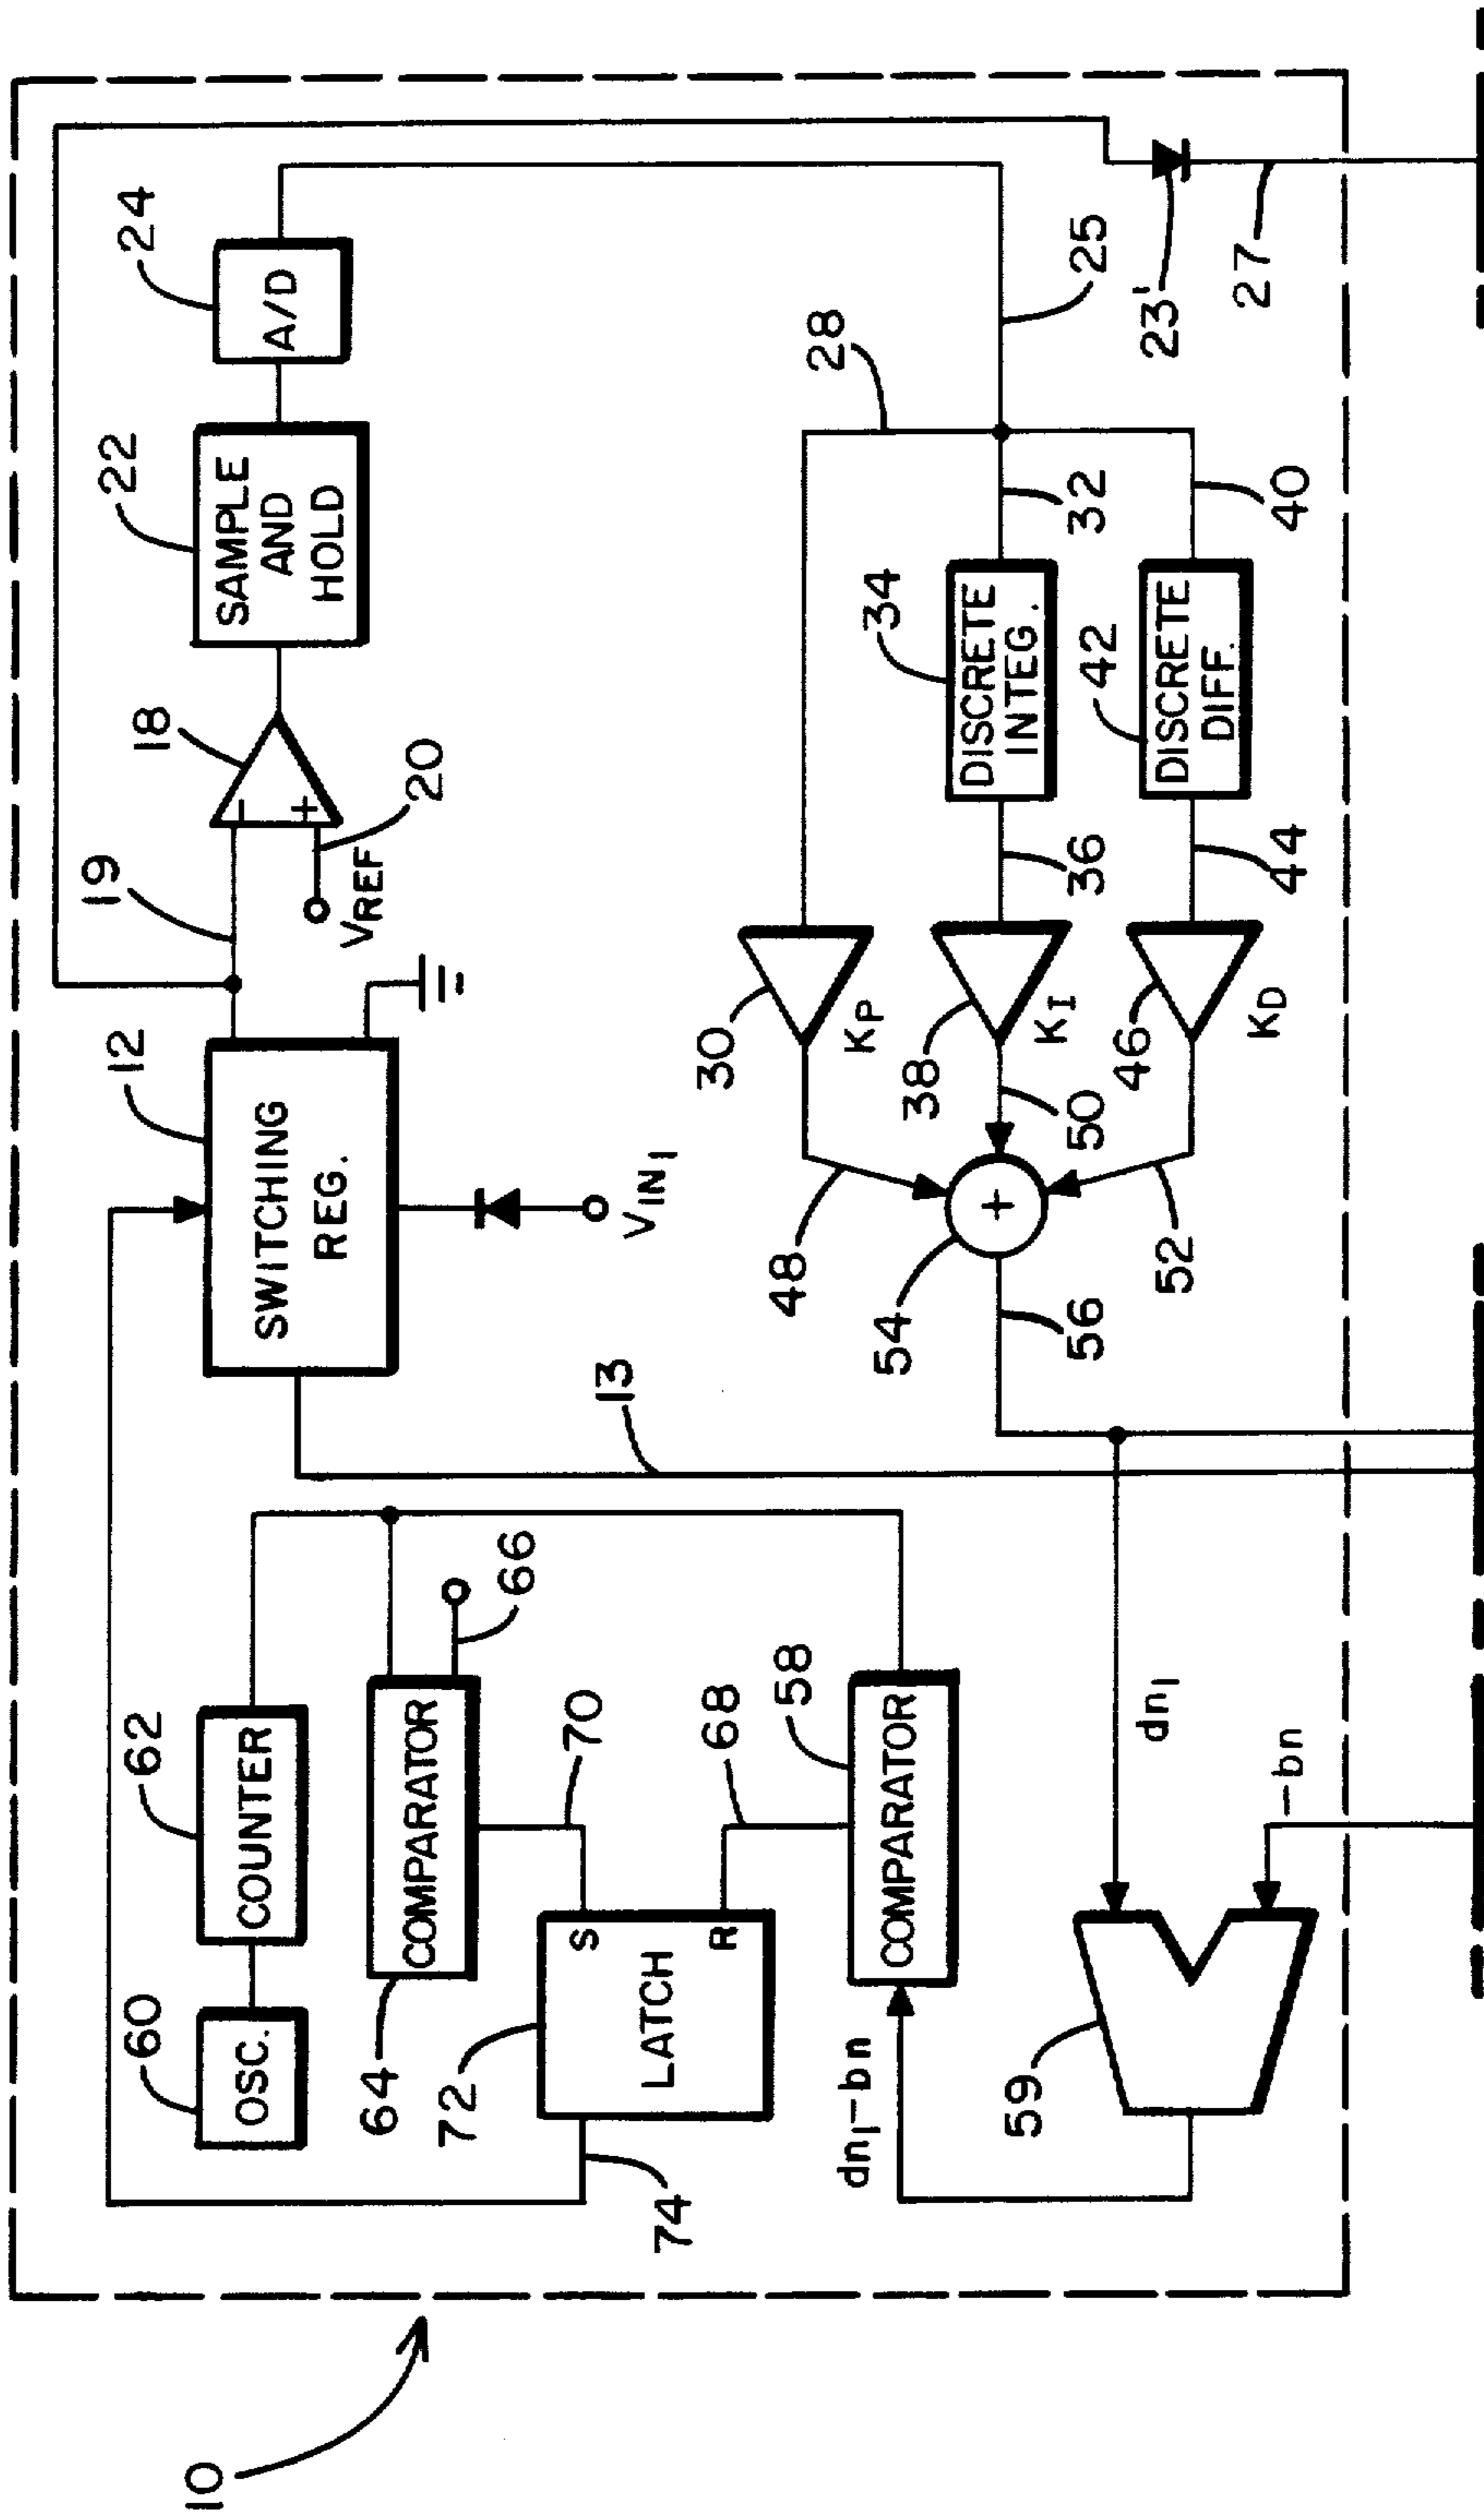 10
60
OSC.
62
COUNTER
12
SWITCHING
REG.
19
18
−
+
20
VREF
22
SAMPLE
AND
HOLD
24
A/D
64
COMPARATOR
66
70
72
LATCH
S
R
68
74
13
VIN1
58
COMPARATOR
dn1-bn
59
dn1
-bn
30
KP
28
34
DISCRETE
INTEG.
32
36
38
KI
50
25
42
DISCRETE
DIFF.
40
44
46
KD
48
54
+
52
56
23'
27